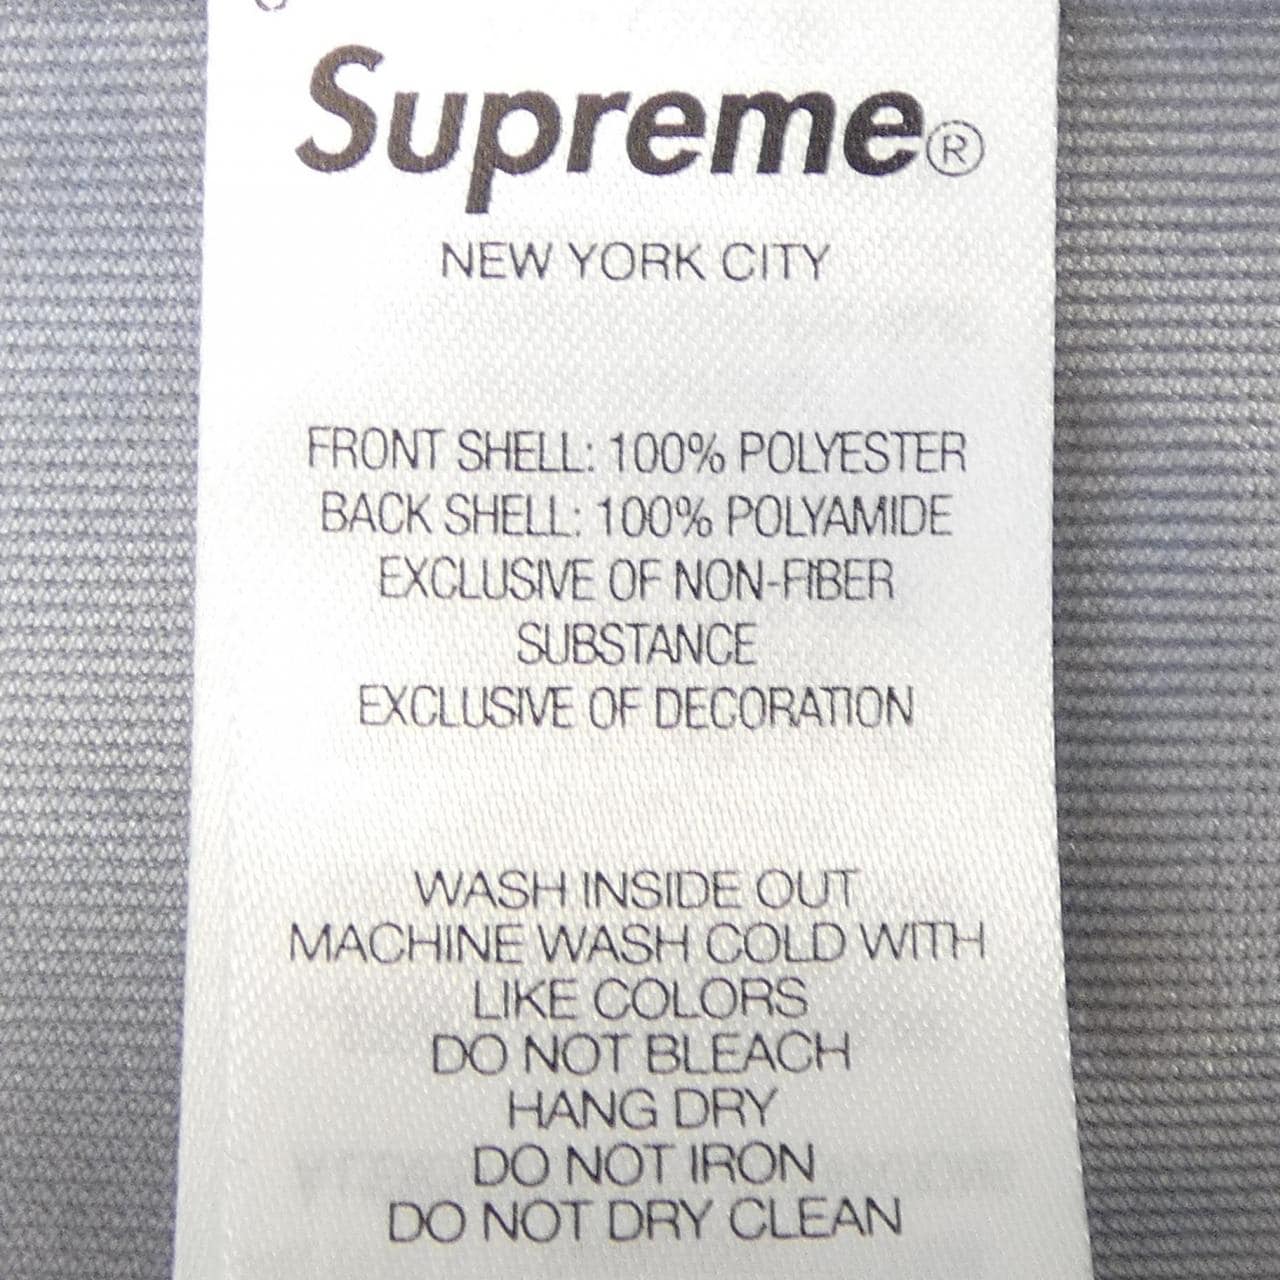 Supreme®
NEW YORK CITY
FRONT SHELL: 100% POLYESTER
BACK SHELL: 100% POLYAMIDE
EXCLUSIVE OF NON-FIBER
SUBSTANCE
EXCLUSIVE OF DECORATION
WASH INSIDE OUT
MACHINE WASH COLD WITH
LIKE COLORS
DO NOT BLEACH
HANG DRY
DO NOT IRON
DO NOT DRY CLEAN